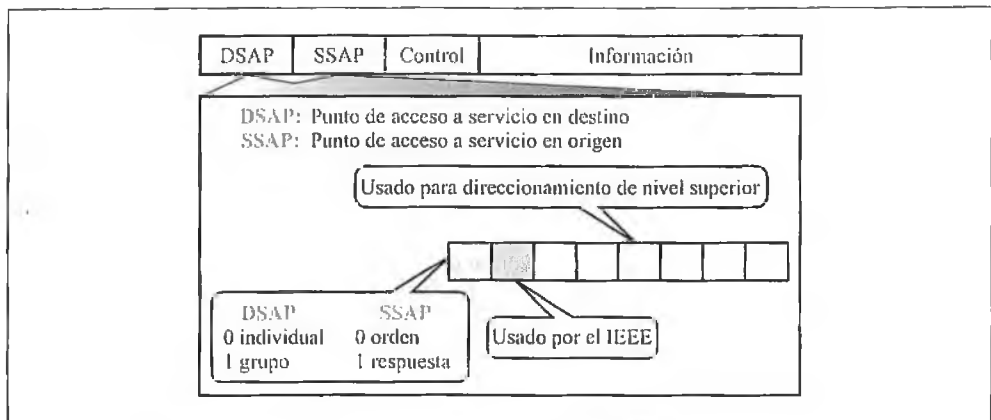 DSAP SSAP Control Información
DSAP: Punto de acceso a servicio en destino
SSAP: Punto de acceso a servicio en origen
Usado para direccionamiento de nivel superior
DSAP SSAP
0 individual 0 orden
1 grupo 1 respuesta
Usado por el IEEE